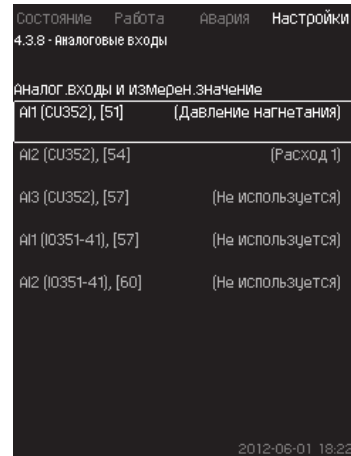 Состояние Работа Авария Настройки
4.3.8 - Аналоговые входы
Аналог.входы и измерен.значение
AI1 (CU352), [51] (Давление нагнетания)
AI2 (CU352), [54] (Расход 1)
AI3 (CU352), [57] (Не используется)
AI1 (IO351-41), [57] (Не используется)
AI2 (IO351-41), [60] (Не используется)
2012-06-01 18:22